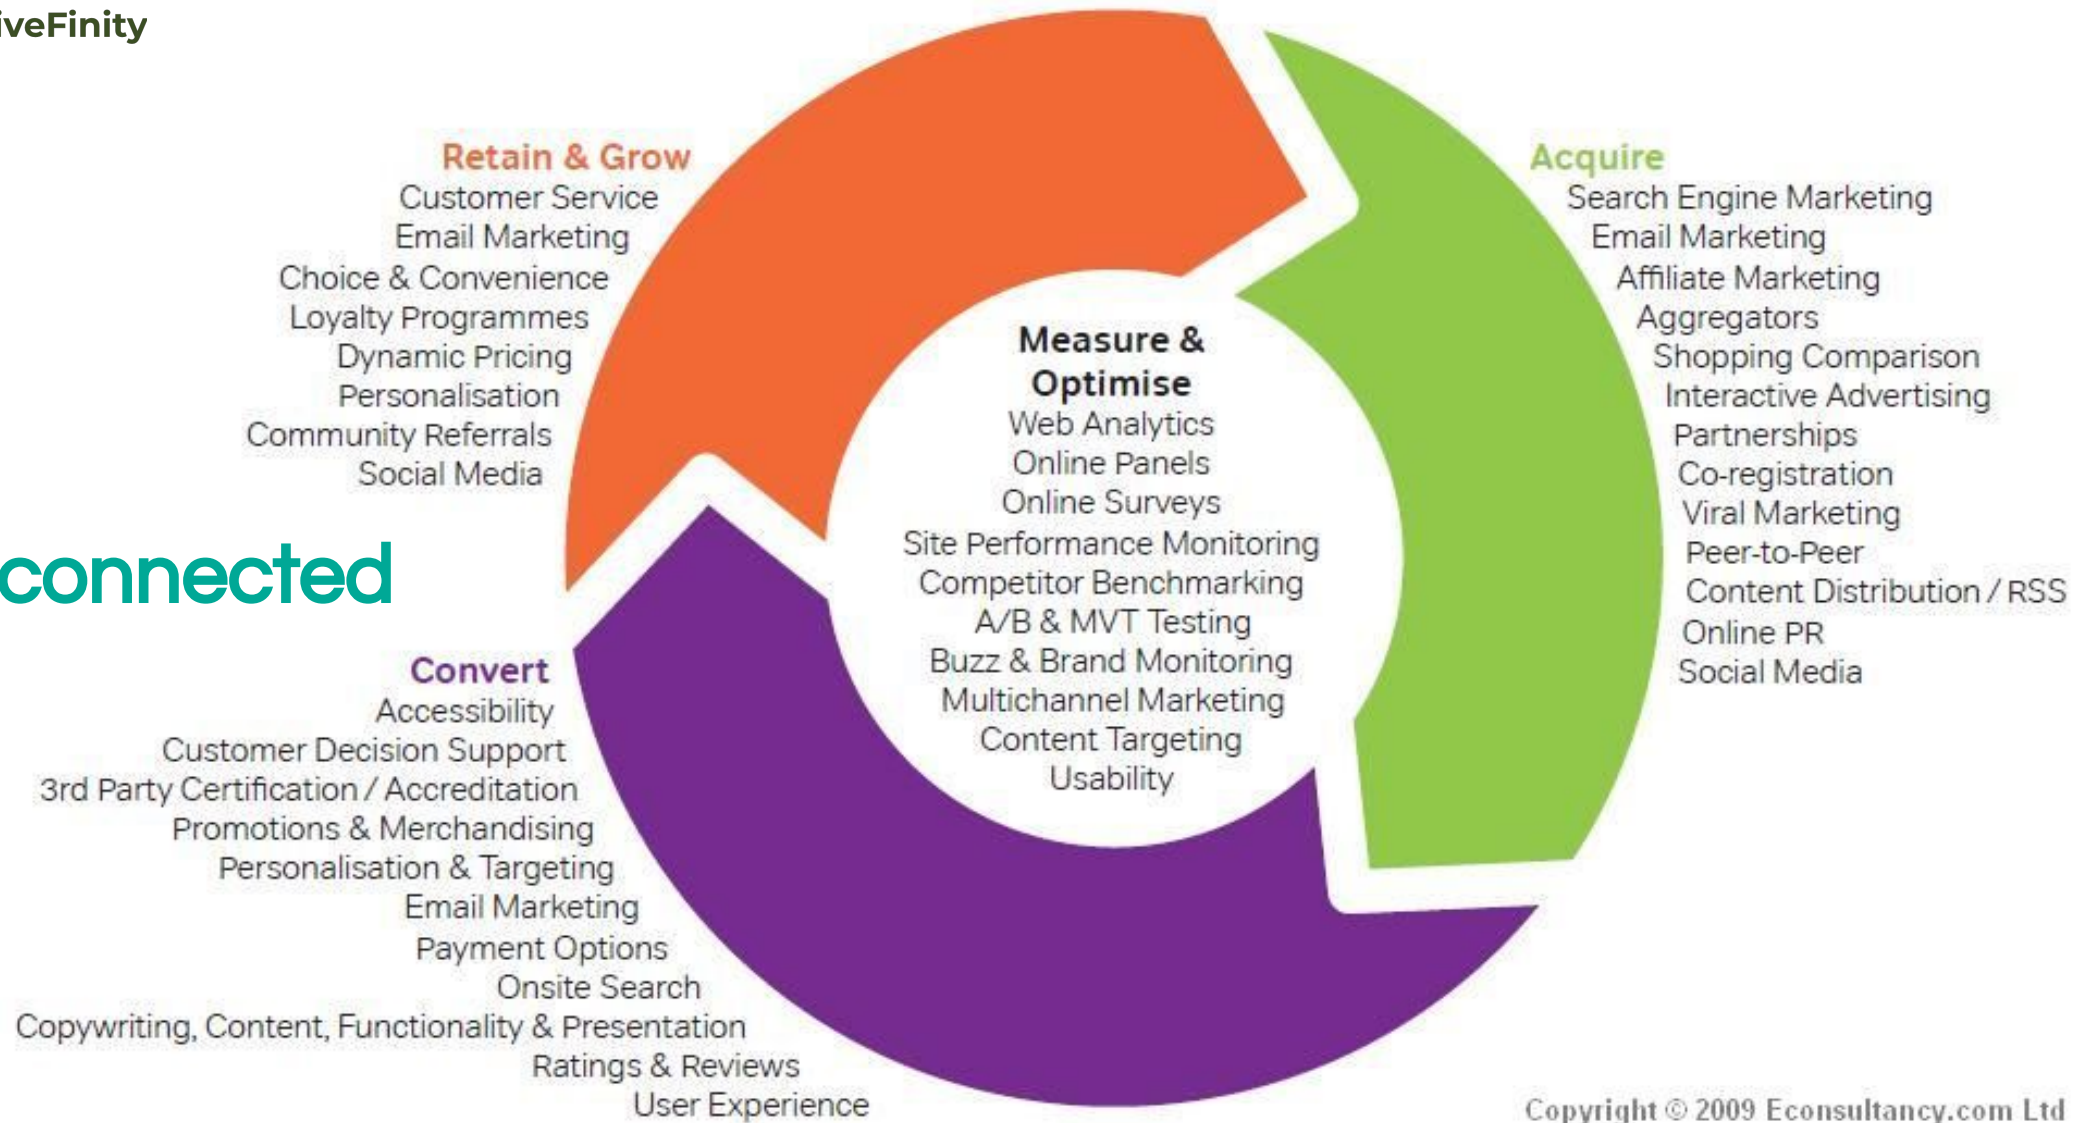 iveFinity
Retain & Grow
Customer Service
Email Marketing
Choice & Convenience
Loyalty Programmes
Dynamic Pricing
Personalisation
Community Referrals
Social Media
Acquire
Search Engine Marketing
Email Marketing
Affiliate Marketing
Aggregators
Shopping Comparison
Interactive Advertising
Partnerships
Co-registration
Viral Marketing
Peer-to-Peer
Content Distribution / RSS
Online PR
Social Media
Measure &
Optimise
Web Analytics
Online Panels
Online Surveys
Site Performance Monitoring
Competitor Benchmarking
A/B & MVT Testing
Buzz & Brand Monitoring
Multichannel Marketing
Content Targeting
Usability
connected
Convert
Accessibility
Customer Decision Support
3rd Party Certification / Accreditation
Promotions & Merchandising
Personalisation & Targeting
Email Marketing
Payment Options
Onsite Search
Copywriting, Content, Functionality & Presentation
Ratings & Reviews
User Experience
Copyright © 2009 Econsultancy.com Ltd